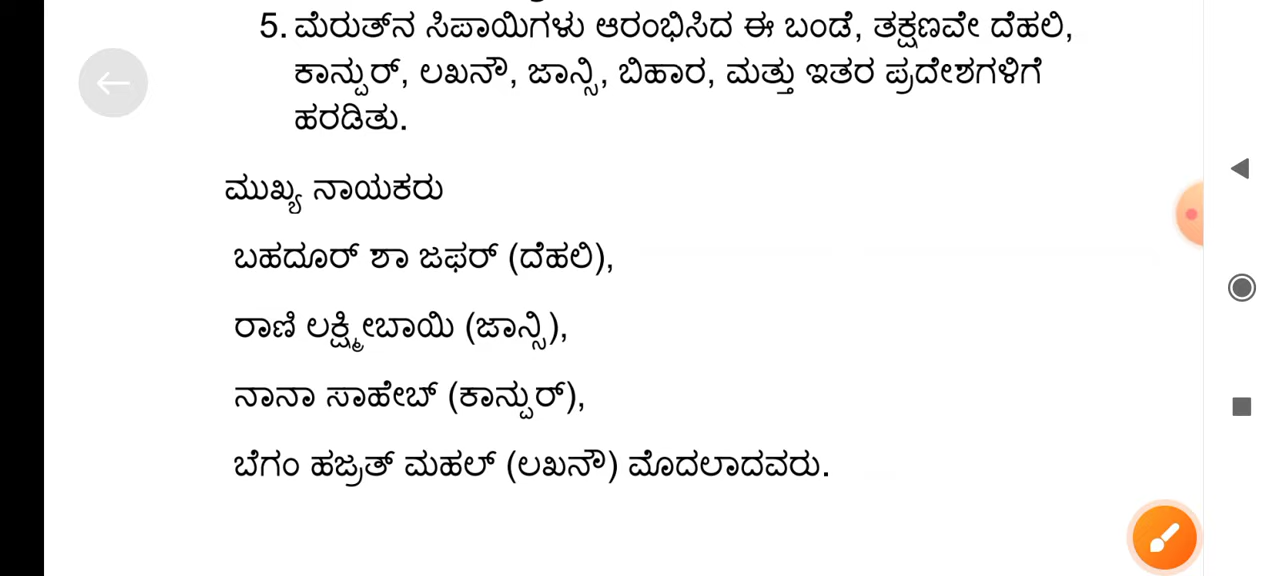 5. ಮೆರುತ್‌ನ ಸಿಪಾಯಿಗಳು ಆರಂಭಿಸಿದ ಈ ಬಂಡೆ, ತಕ್ಷಣವೇ ದೆಹಲಿ,
ಕಾನ್ಪುರ್, ಲಖನೌ, ಜಾನ್ಸಿ, ಬಿಹಾರ, ಮತ್ತು ಇತರ ಪ್ರದೇಶಗಳಿಗೆ
ಹರಡಿತು.
ಮುಖ್ಯ ನಾಯಕರು
ಬಹದೂರ್ ಶಾ ಜಫರ್ (ದೆಹಲಿ),
ರಾಣಿ ಲಕ್ಷ್ಮೀಬಾಯಿ (ಜಾನ್ಸಿ),
ನಾನಾ ಸಾಹೇಬ್ (ಕಾನ್ಪುರ್),
ಬೆಗಂ ಹಜ್ರತ್ ಮಹಲ್ (ಲಖನೌ) ಮೊದಲಾದವರು.